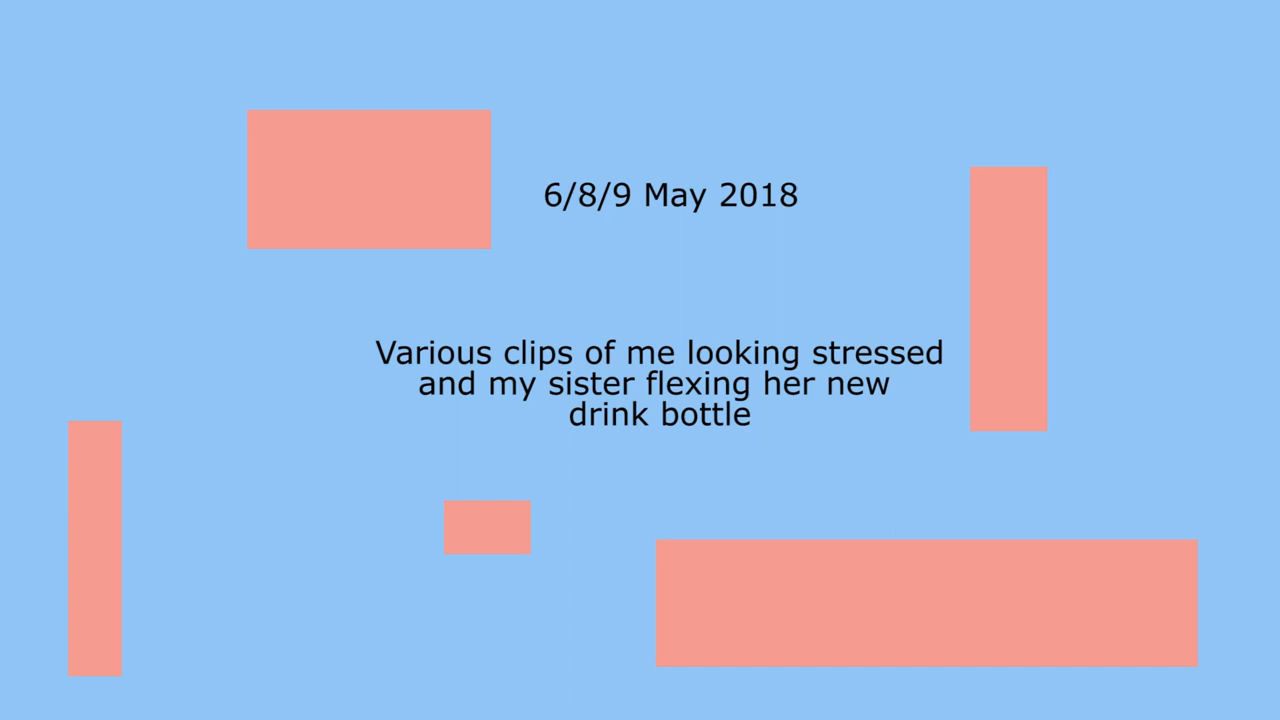 6/8/9 May 2018
Various clips of me looking stressed
and my sister flexing her new
drink bottle